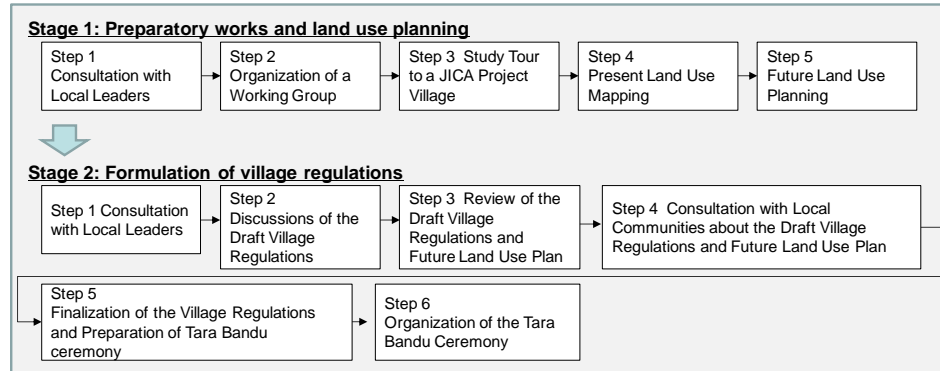 Stage 1: Preparatory works and land use planning
Step 1
Consultation with
Local Leaders
Step 2
Organization of a
Working Group
Step 3  Study Tour
to a JICA Project
Village
Step 4
Present Land Use
Mapping
Step 5
Future Land Use
Planning
Stage 2: Formulation of village regulations
Step 1 Consultation
with Local Leaders
Step 2
Discussions of the
Draft Village
Regulations
Step 3  Review of the
Draft Village
Regulations and
Future Land Use Plan
Step 4  Consultation with Local
Communities about the Draft Village
Regulations and Future Land Use Plan
Step 5
Finalization of the Village Regulations
and Preparation of Tara Bandu
ceremony
Step 6
Organization of the Tara
Bandu Ceremony